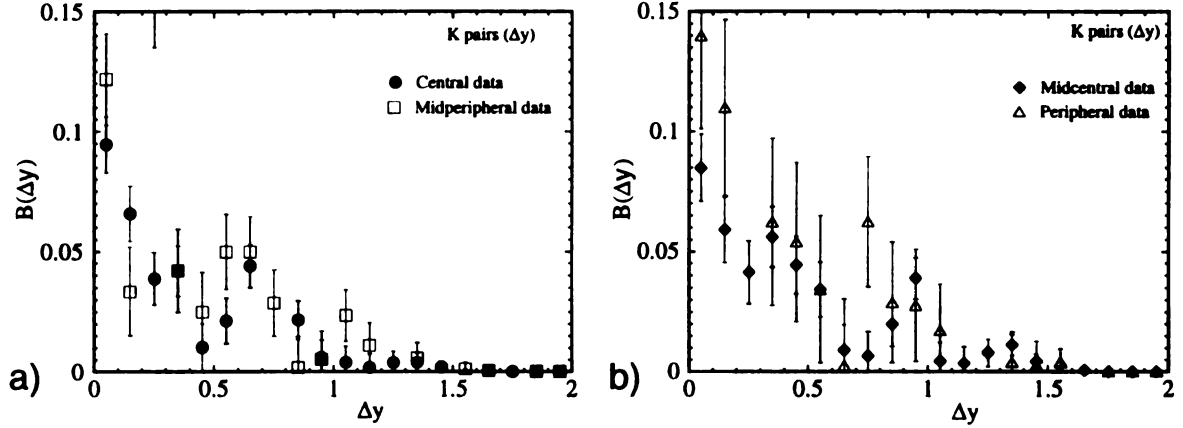 0.15
K pairs (Δy)
Central data
Midperipheral data
0.1
B(Δy)
0.05
0
0 0.5 1 1.5 2
Δy
a)
0.15
K pairs (Δy)
Midcentral data
Peripheral data
0.1
B(Δy)
0.05
0
0 0.5 1 1.5 2
Δy
b)